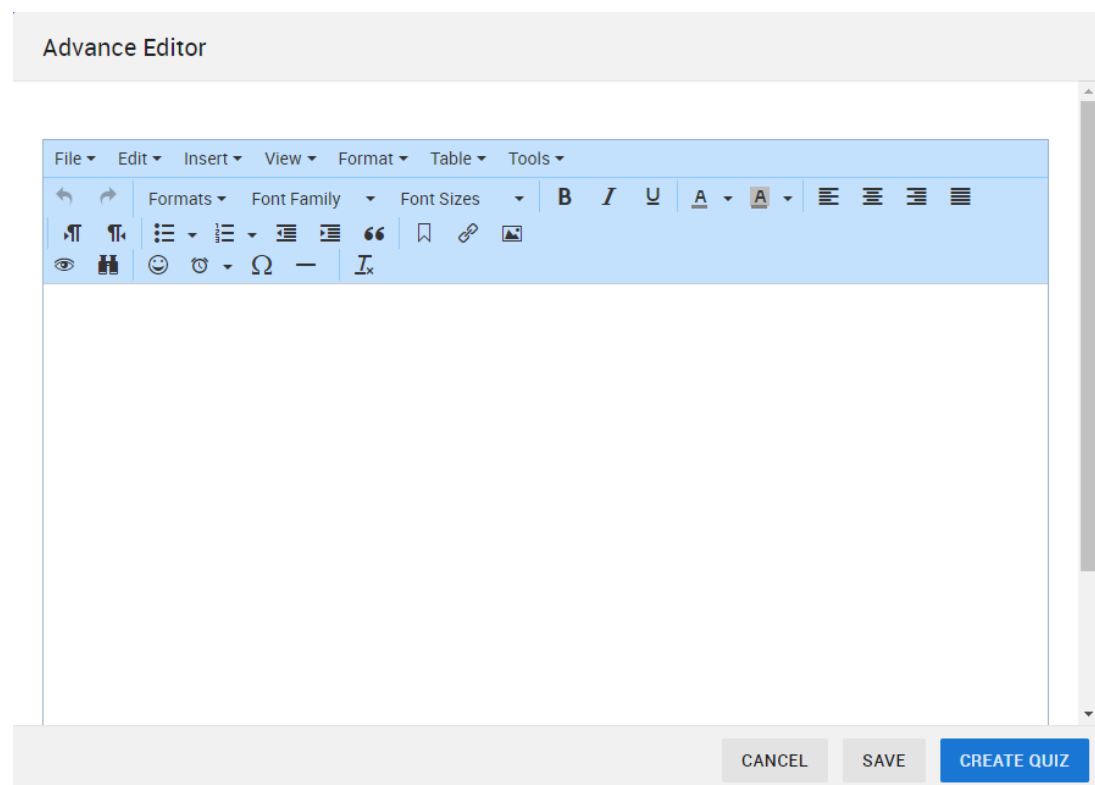 Advance Editor
File Edit Insert View Format Table Tools
Formats Font Family Font Sizes B I U A A
Ω
CANCEL SAVE CREATE QUIZ